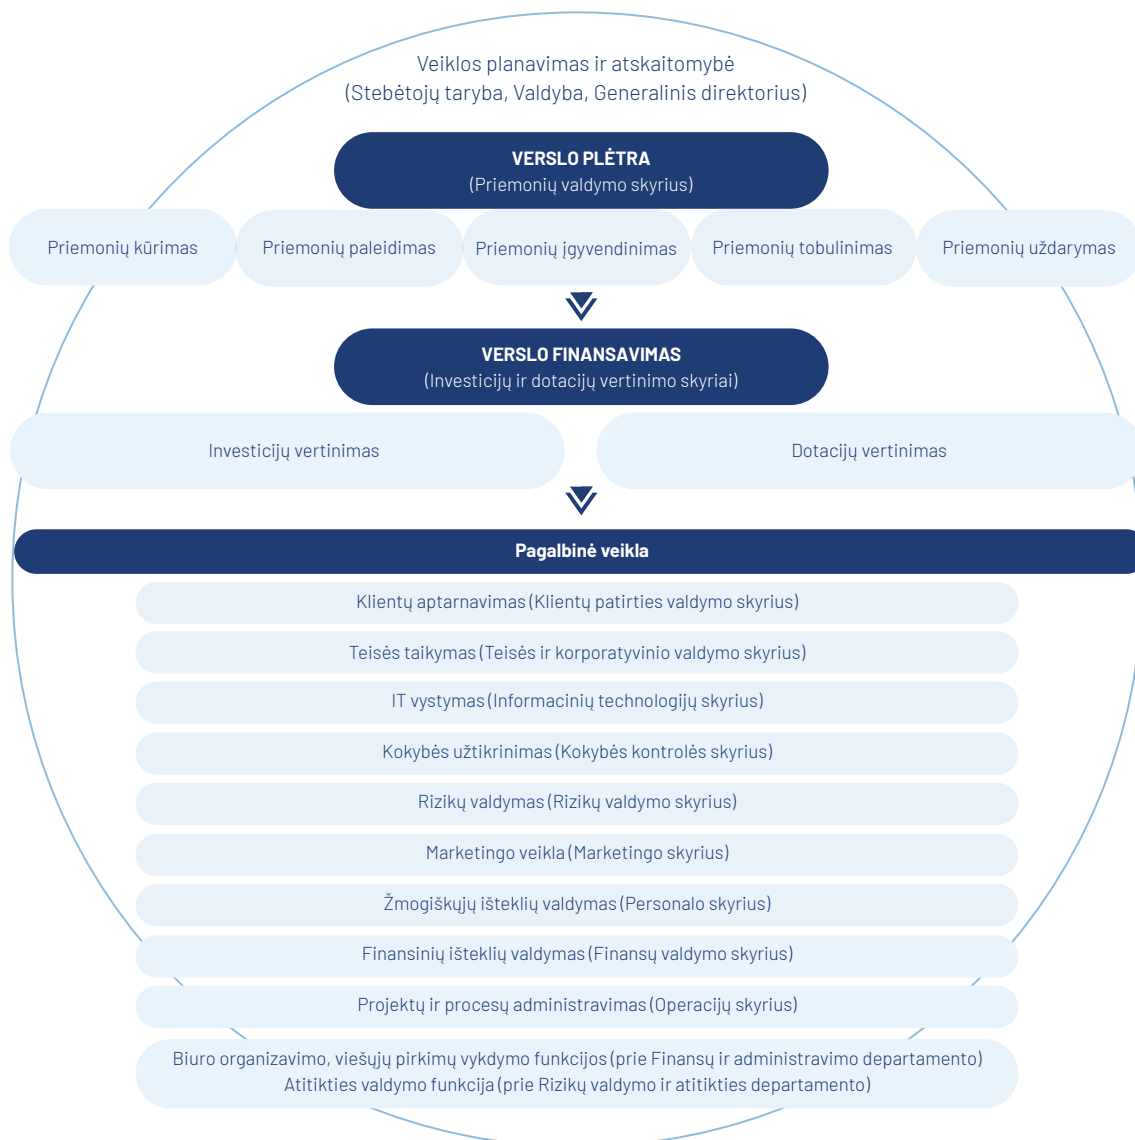 Veiklos planavimas ir atskaitomybė
(Stebėtojų taryba, Valdyba, Generalinis direktorius)
VERSLO PLĖTRA
(Priemonių valdymo skyrius)
Priemonių kūrimas
Priemonių paleidimas
Priemonių įgyvendinimas
Priemonių tobulinimas
Priemonių uždarymas
VERSLO FINANSAVIMAS
(Investicijų ir dotacijų vertinimo skyriai)
Investicijų vertinimas
Dotacijų vertinimas
Pagalbinė veikla
Klientų aptarnavimas (Klientų patirties valdymo skyrius)
Teisės taikymas (Teisės ir korporatyvinio valdymo skyrius)
IT vystymas (Informacinių technologijų skyrius)
Kokybės užtikrinimas (Kokybės kontrolės skyrius)
Rizikų valdymas (Rizikų valdymo skyrius)
Marketingo veikla (Marketingo skyrius)
Žmogiškųjų išteklių valdymas (Personalo skyrius)
Finansinių išteklių valdymas (Finansų valdymo skyrius)
Projektų ir procesų administravimas (Operacijų skyrius)
Biuro organizavimo, viešųjų pirkimų vykdymo funkcijos (prie Finansų ir administravimo departamento)
Atitikties valdymo funkcija (prie Rizikų valdymo ir atitikties departamento)